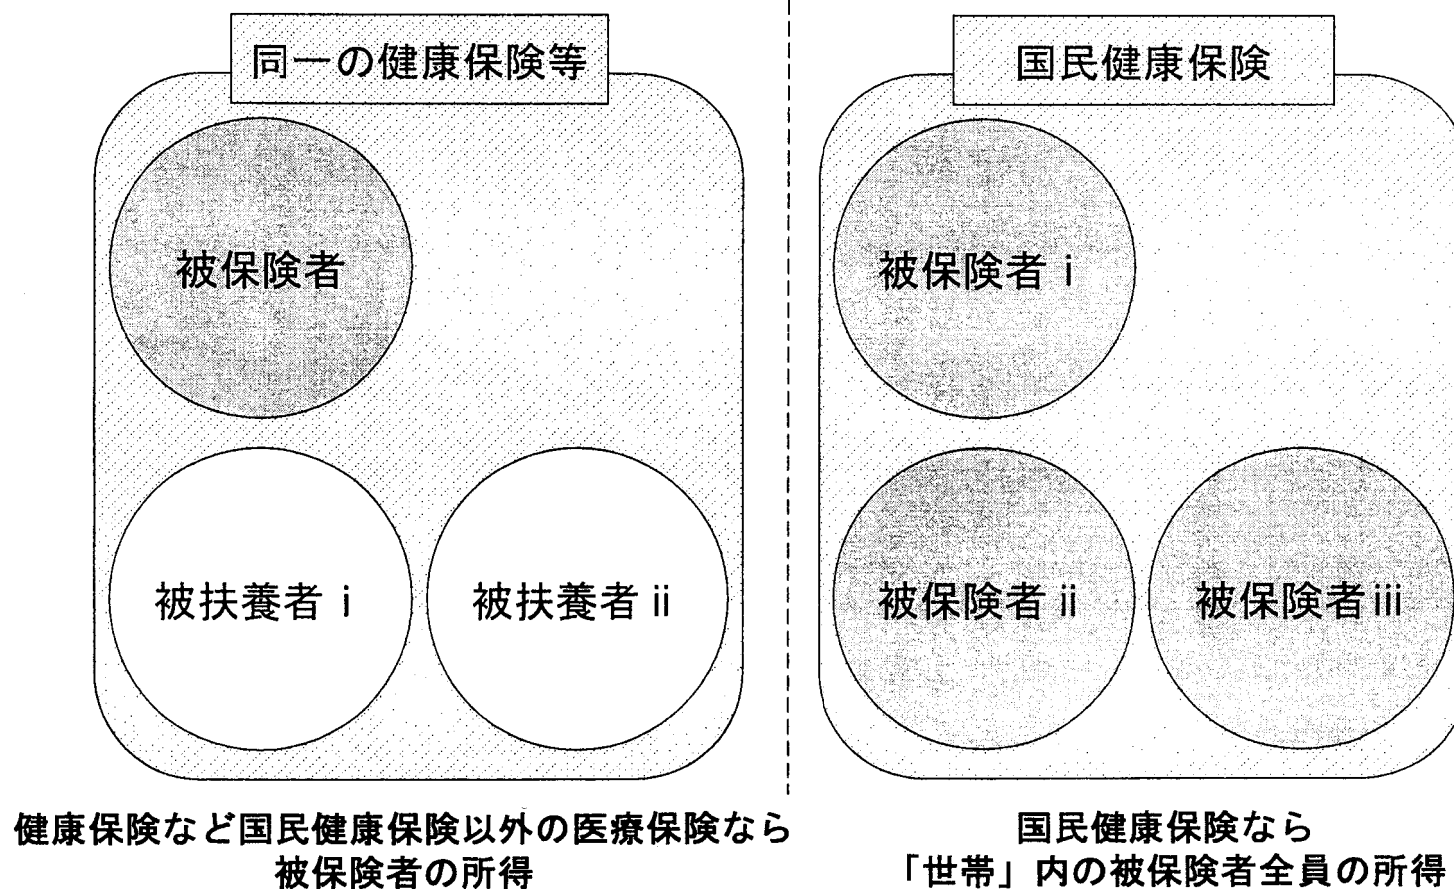 同一の健康保険等
被保険者
被扶養者 i
被扶養者 ii
健康保険など国民健康保険以外の医療保険なら
被保険者の所得
国民健康保険
被保険者 i
被保険者 ii
被保険者 iii
国民健康保険なら
「世帯」内の被保険者全員の所得